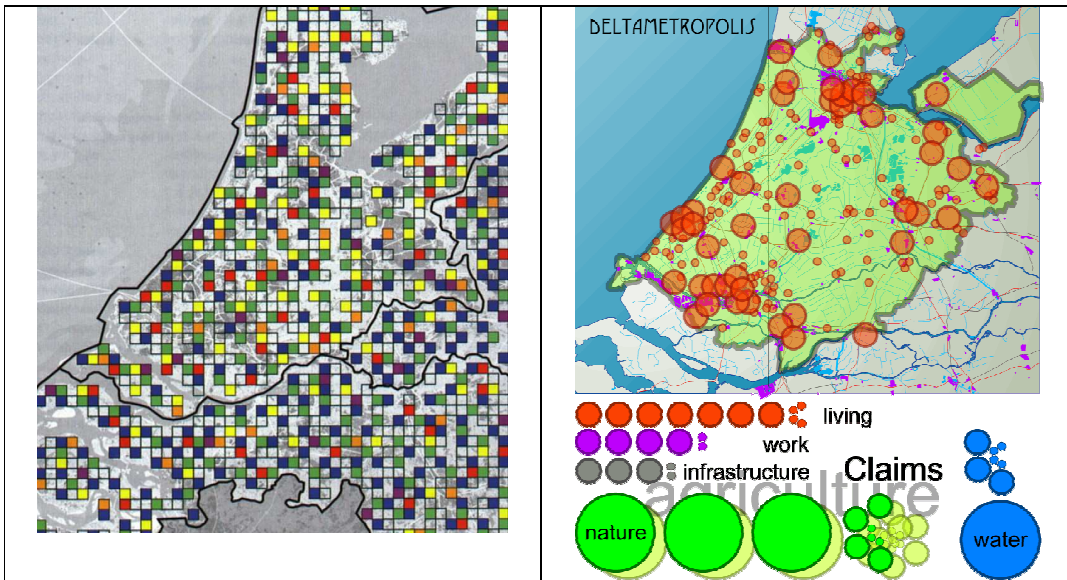 DELTAMETROPOLIS
living
work
infrastructure
Claims
agriculture
nature
water